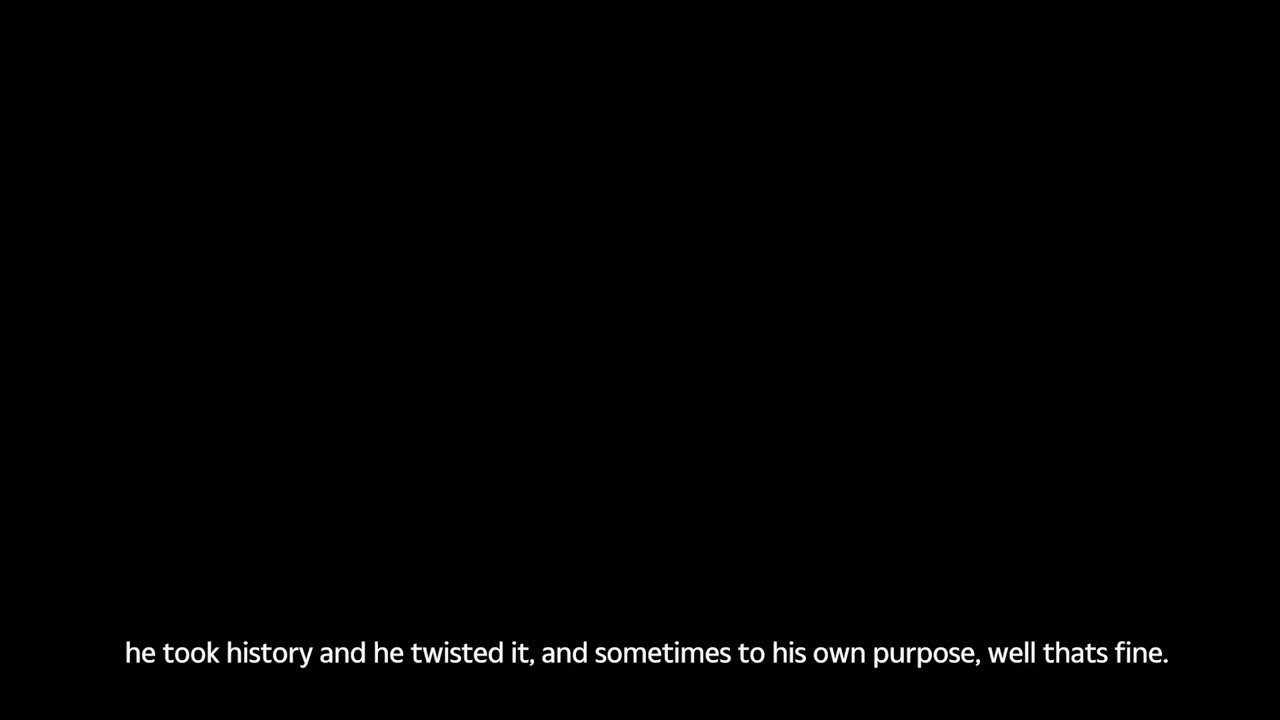 he took history and he twisted it, and sometimes to his own purpose, well thats fine.